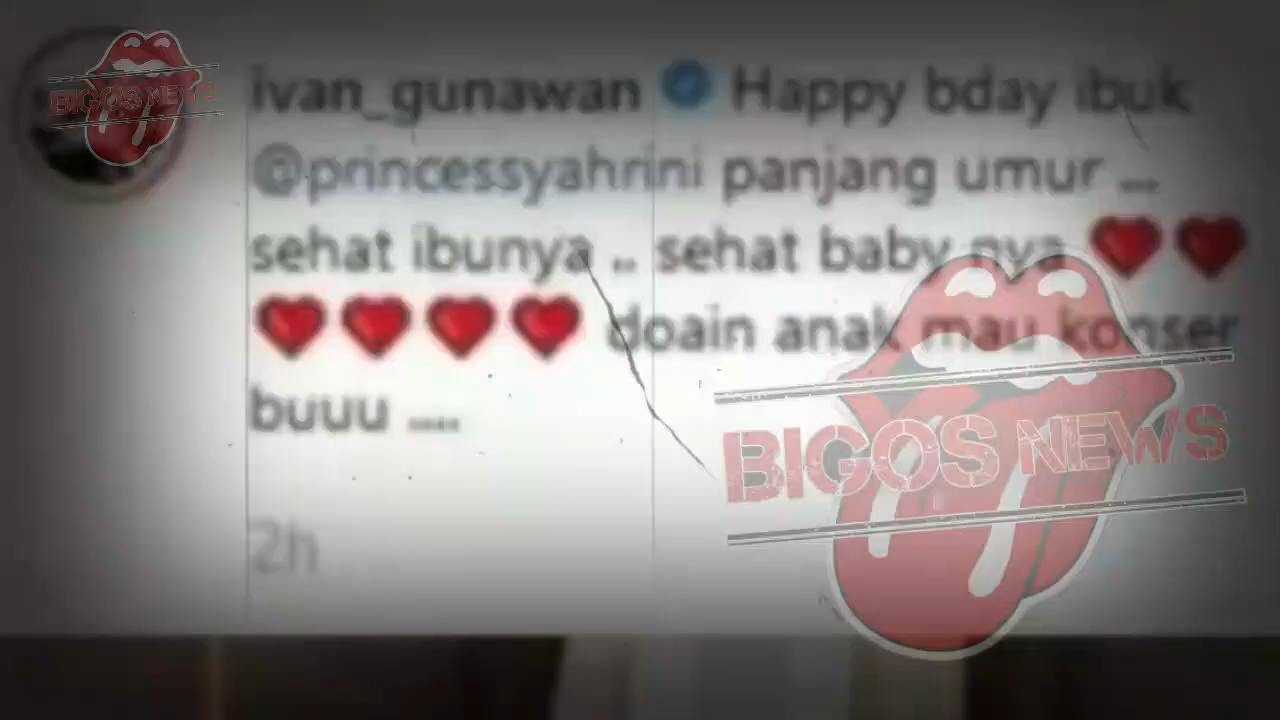 BIGOS NEWS
ivan_gunawan Happy bday ibuk
@princessyahrini panjang umur ...
sehat ibunya .. sehat baby nya ❤️❤️
❤️❤️❤️❤️ doain anak mau konser
buuu ....
2h
BIGOS NEWS